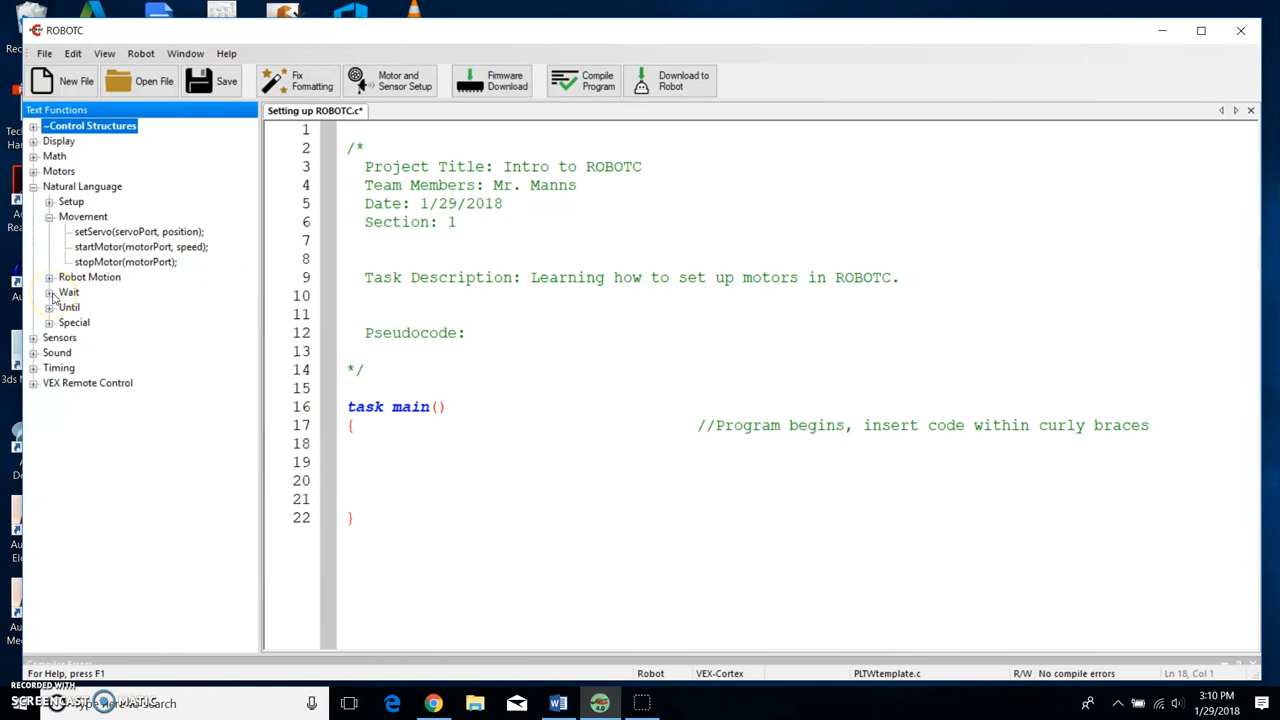 ROBOTC
File Edit View Robot Window Help
New File Open File Save Fix Formatting Motor and Sensor Setup Firmware Download Compile Program Download to Robot
Text Functions
Setting up ROBOTC.c*
~Control Structures
Display
Math
Motors
Natural Language
Setup
Movement
setServo(servoPort, position);
startMotor(motorPort, speed);
stopMotor(motorPort);
Robot Motion
Wait
Until
Special
Sensors
Sound
Timing
VEX Remote Control
1
2 /*
3 Project Title: Intro to ROBOTC
4 Team Members: Mr. Manns
5 Date: 1/29/2018
6 Section: 1
7
8
9 Task Description: Learning how to set up motors in ROBOTC.
10
11
12 Pseudocode:
13
14 */
15
16 task main()
17 { //Program begins, insert code within curly braces
18
19
20
21
22 }
Compiler Errors
For Help, press F1 Robot VEX-Cortex PLTWtemplate.c R/W No compile errors Ln 18, Col 1
RECORDED WITH
SCREENCAST MATIC
here to search
3:10 PM
1/29/2018